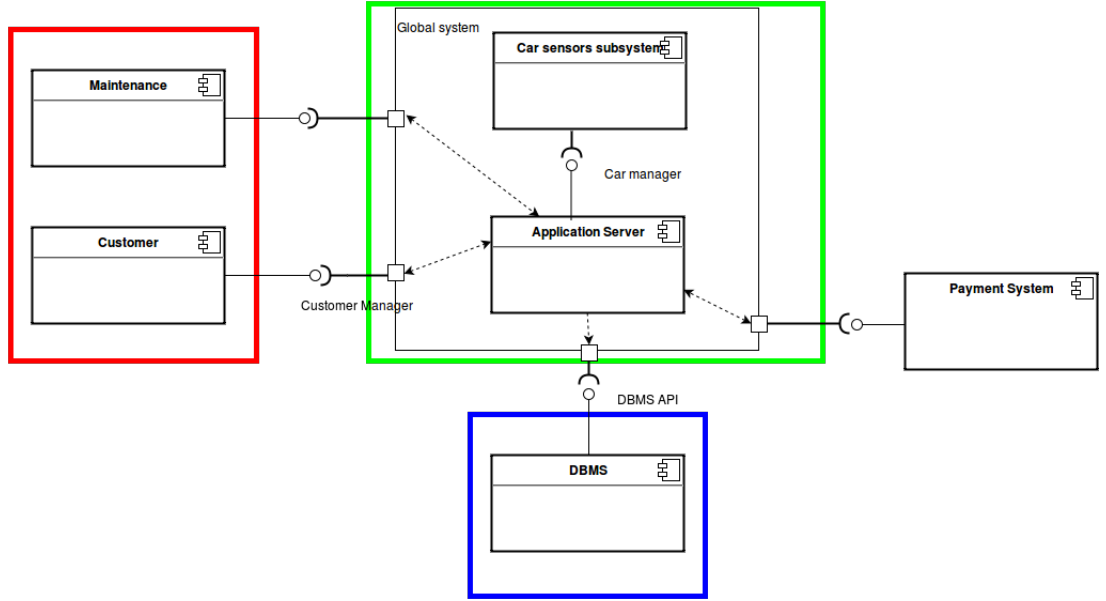 Global system
Car sensors subsystem
Maintenance
Car manager
Customer
Application Server
Customer Manager
Payment System
DBMS API
DBMS